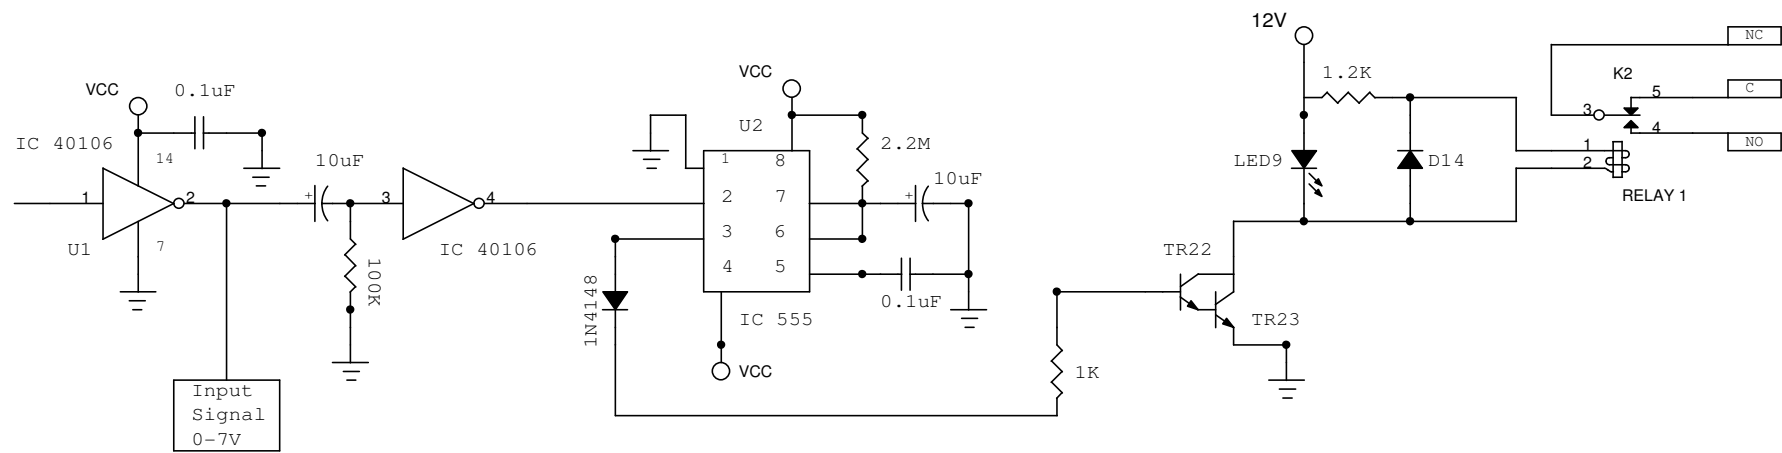 12V
NC
1.2K
K2
5
C
3
4
NO
1
2
RELAY 1
LED9
D14
VCC
0.1uF
IC 40106
14
1
2
U1
7
10uF
+
3
4
IC 40106
100K
Input
Signal
0-7V
VCC
U2
2.2M
1 8
2 7
3 6
4 5
+
10uF
0.1uF
IC 555
VCC
1N4148
1K
TR22
TR23